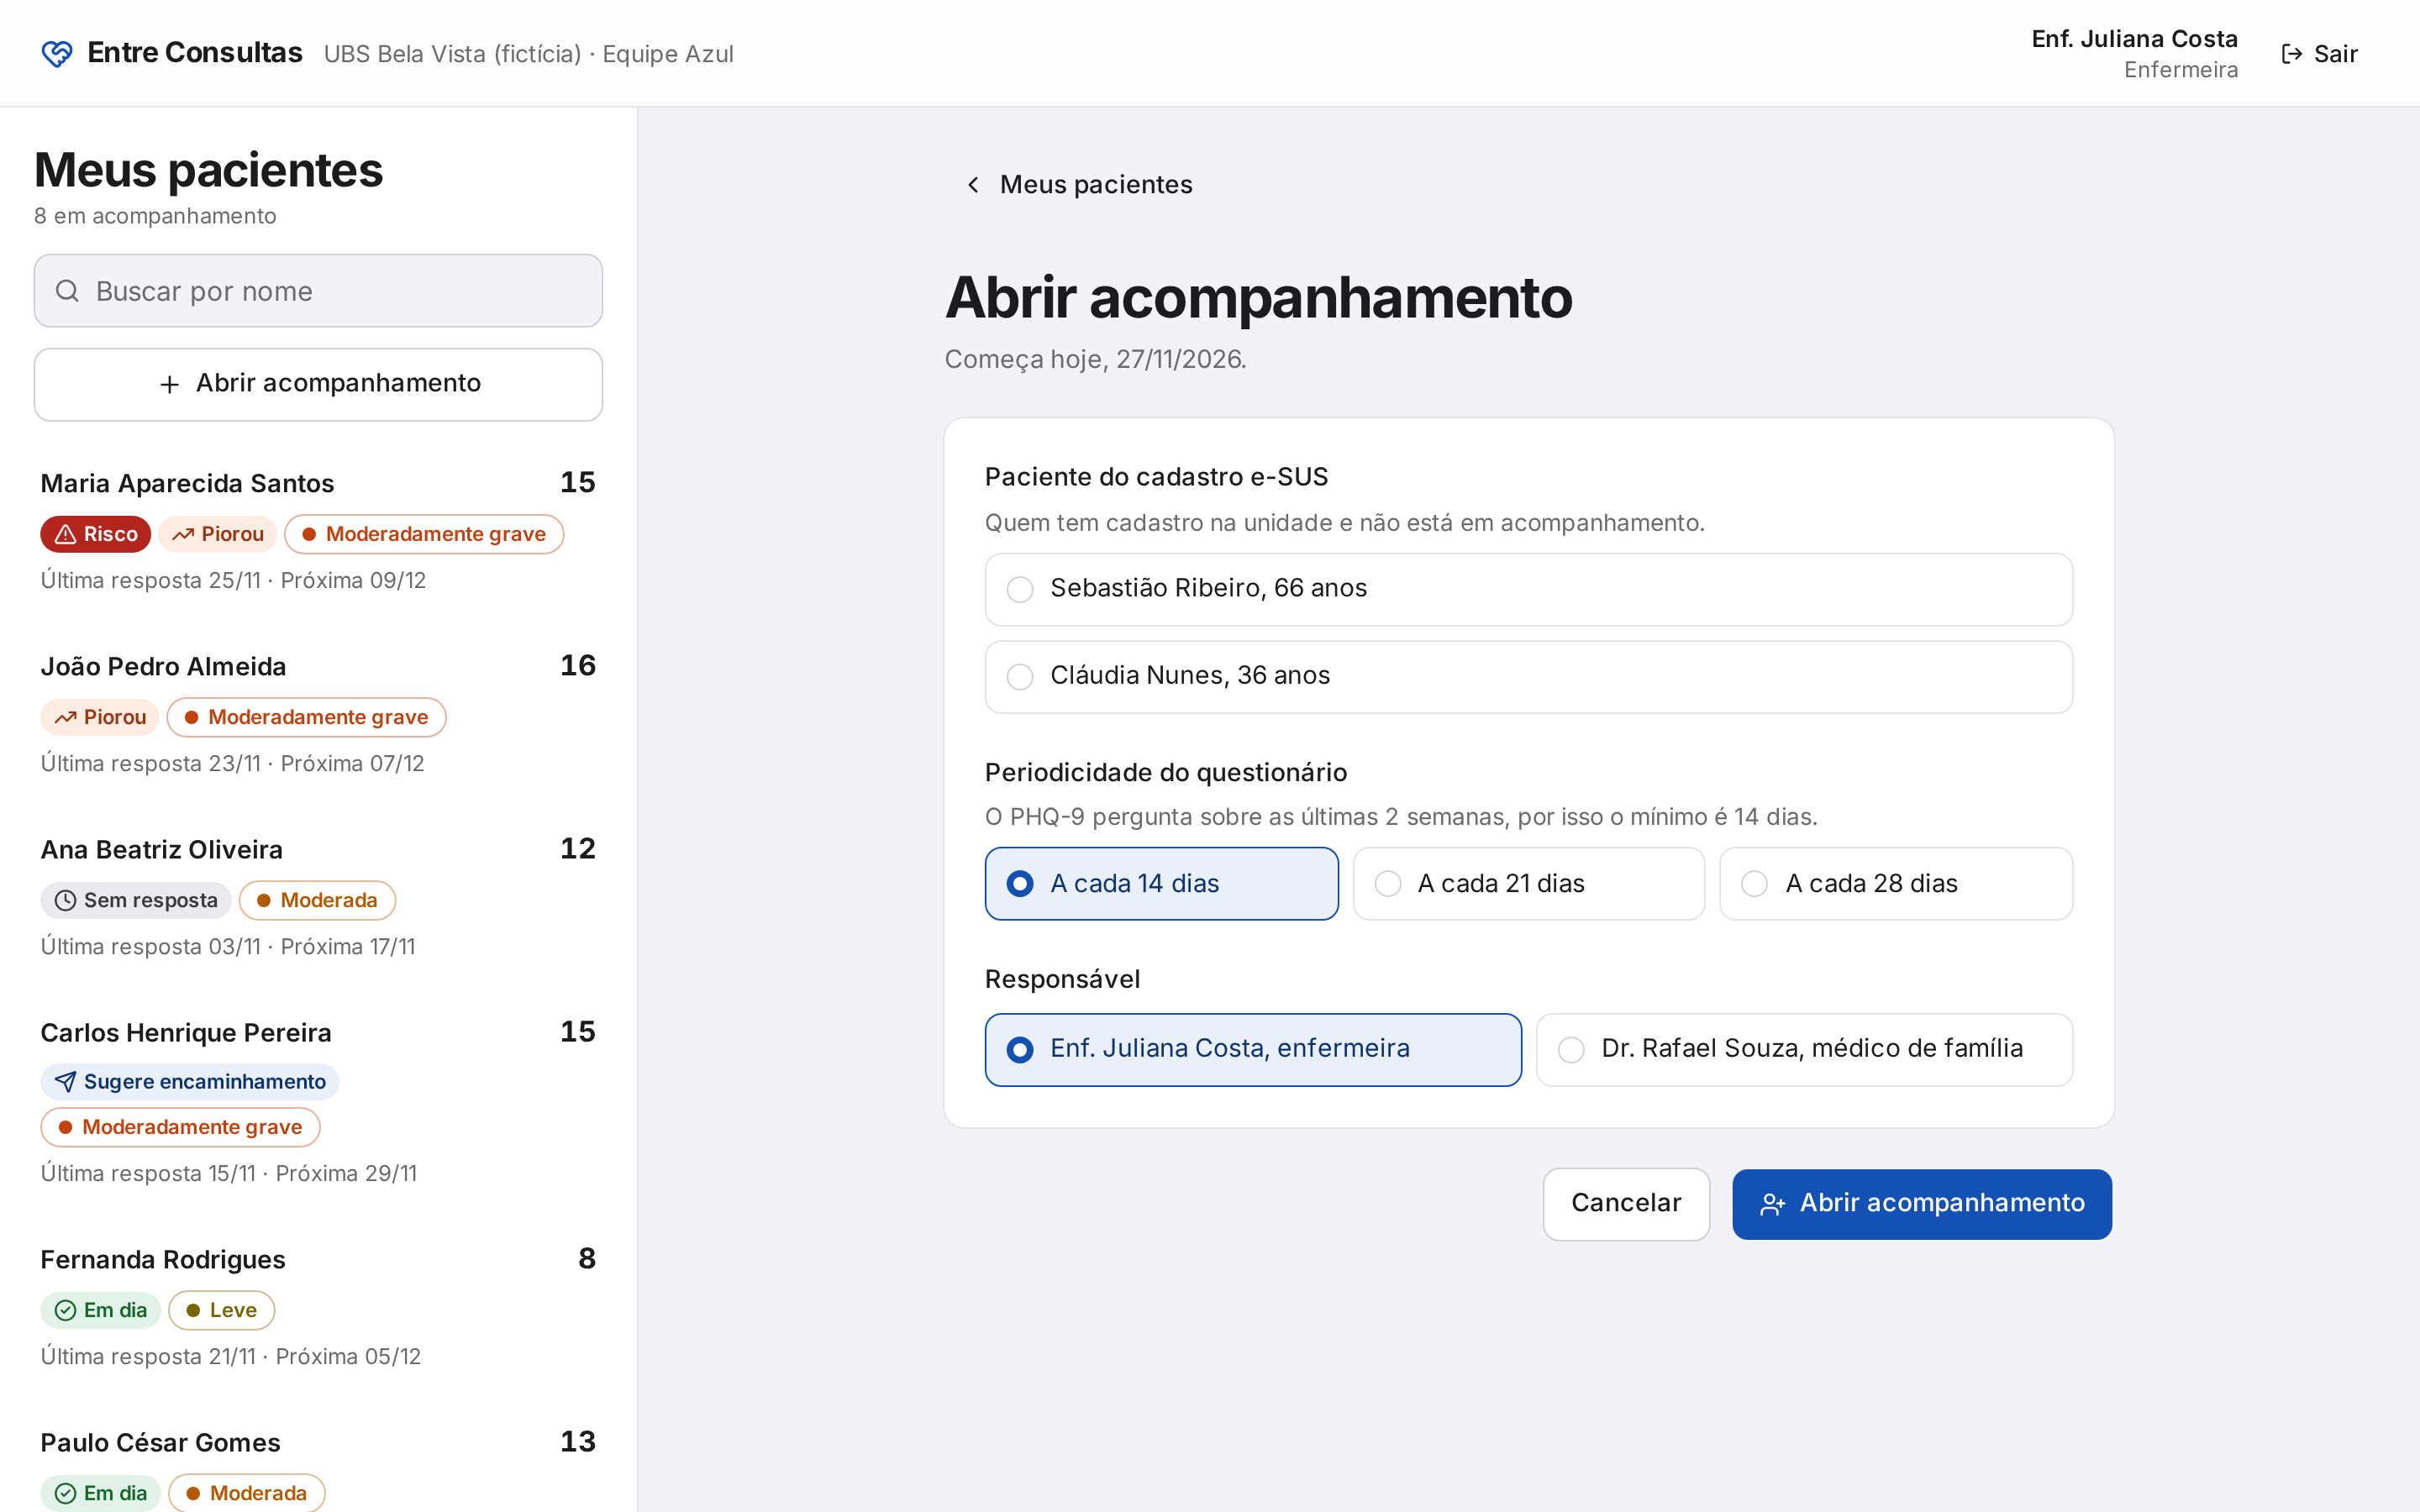 Entre Consultas UBS Bela Vista (fictícia) · Equipe Azul
Enf. Juliana Costa
Enfermeira
Sair
Meus pacientes
8 em acompanhamento
Buscar por nome
Abrir acompanhamento
Maria Aparecida Santos 15
Risco Piorou Moderadamente grave
Última resposta 25/11 · Próxima 09/12
João Pedro Almeida 16
Piorou Moderadamente grave
Última resposta 23/11 · Próxima 07/12
Ana Beatriz Oliveira 12
Sem resposta Moderada
Última resposta 03/11 · Próxima 17/11
Carlos Henrique Pereira 15
Sugere encaminhamento
Moderadamente grave
Última resposta 15/11 · Próxima 29/11
Fernanda Rodrigues 8
Em dia Leve
Última resposta 21/11 · Próxima 05/12
Paulo César Gomes 13
Em dia Moderada
Meus pacientes
Abrir acompanhamento
Começa hoje, 27/11/2026.
Paciente do cadastro e-SUS
Quem tem cadastro na unidade e não está em acompanhamento.
Sebastião Ribeiro, 66 anos
Cláudia Nunes, 36 anos
Periodicidade do questionário
O PHQ-9 pergunta sobre as últimas 2 semanas, por isso o mínimo é 14 dias.
A cada 14 dias A cada 21 dias A cada 28 dias
Responsável
Enf. Juliana Costa, enfermeira Dr. Rafael Souza, médico de família
Cancelar Abrir acompanhamento